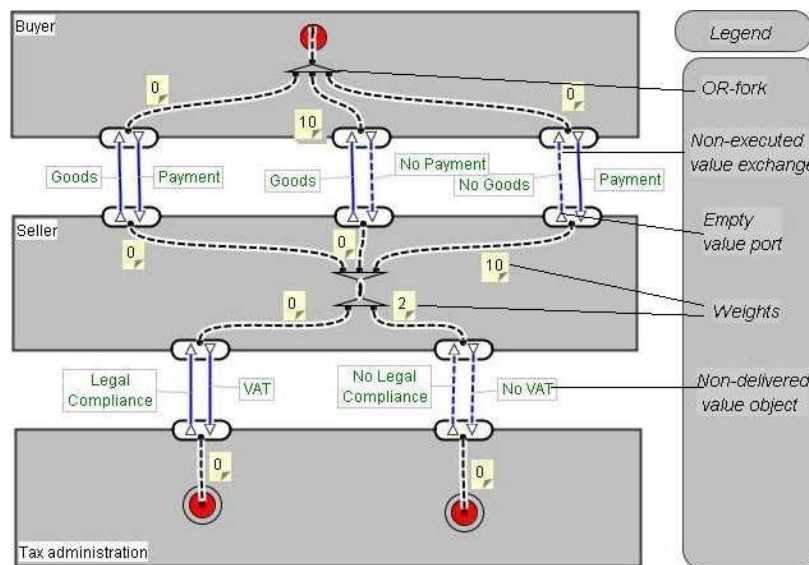 Buyer
Legend
0
0
OR-fork
10
Non-executed
value exchange
No Payment
Goods
Payment
Goods
No Goods
Payment
Empty
value port
Seller
0
0
10
0
2
Weights
Legal
Compliance
VAT
No Legal
Compliance
No VAT
Non-delivered
value object
0
0
Tax administration